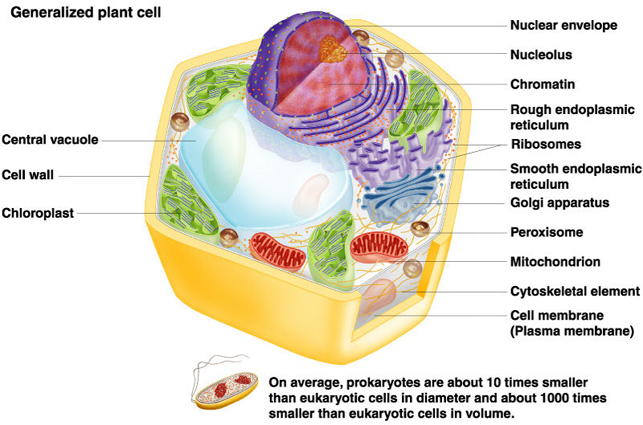 Generalized plant cell
Nuclear envelope
Nucleolus
Chromatin
Rough endoplasmic
reticulum
Ribosomes
Smooth endoplasmic
reticulum
Golgi apparatus
Peroxisome
Mitochondrion
Cytoskeletal element
Cell membrane
(Plasma membrane)
Central vacuole
Cell wall
Chloroplast
On average, prokaryotes are about 10 times smaller
than eukaryotic cells in diameter and about 1000 times
smaller than eukaryotic cells in volume.